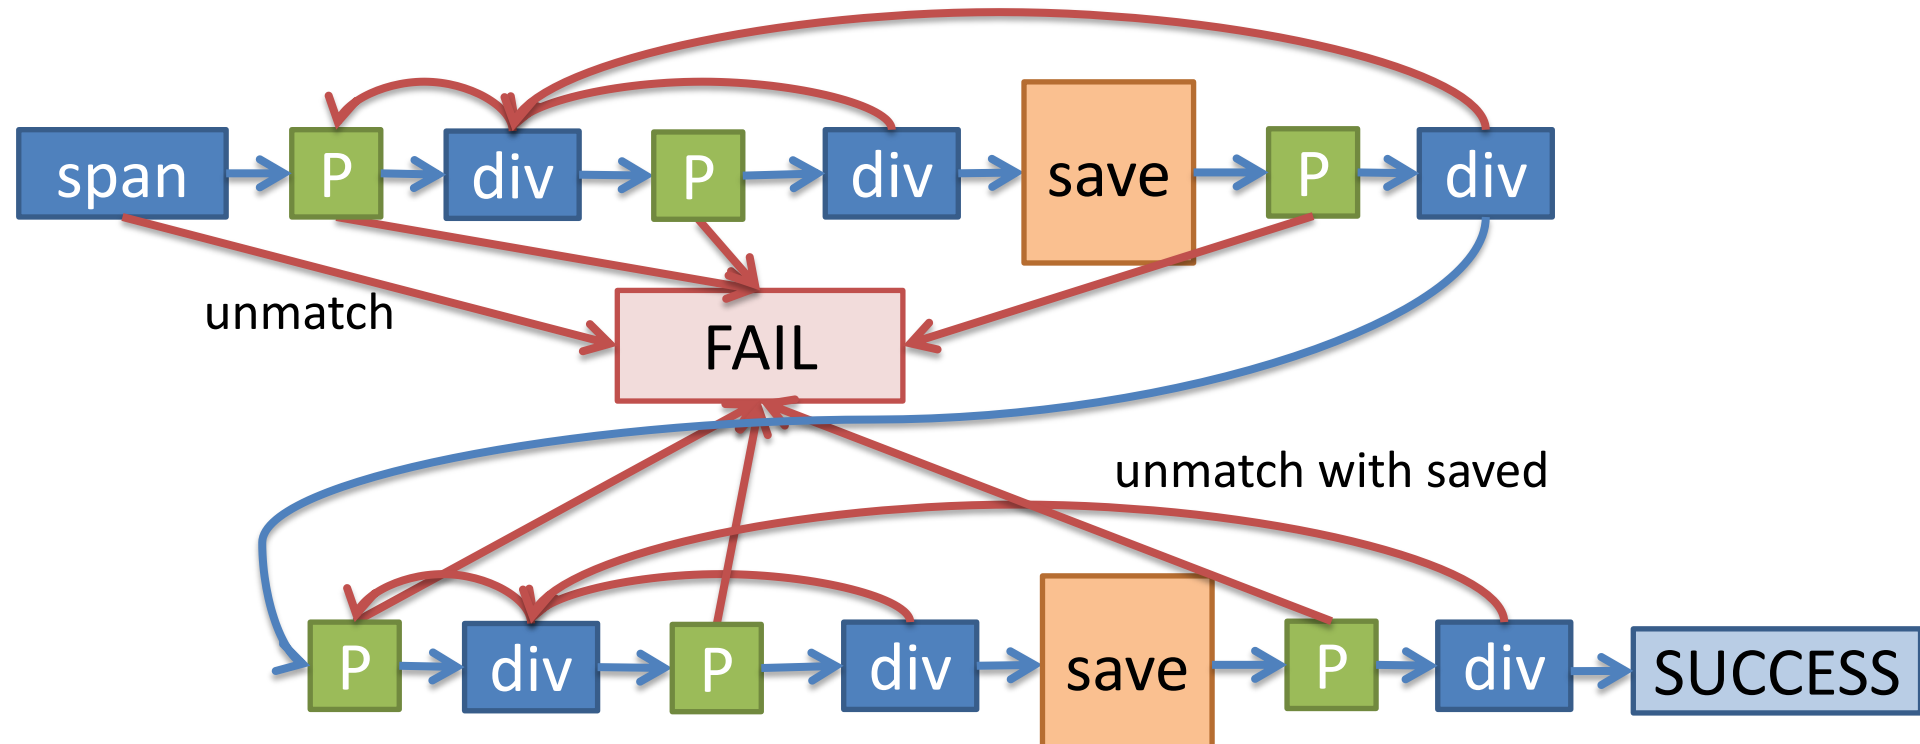 span
P
div
P
div
save
P
div
unmatch
FAIL
unmatch with saved
P
div
P
div
save
P
div
SUCCESS